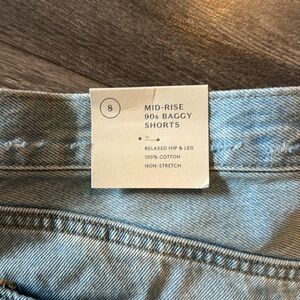 8
MID-RISE
90s BAGGY
SHORTS
RELAXED HIP & LEG
100% COTTON
NON-STRETCH